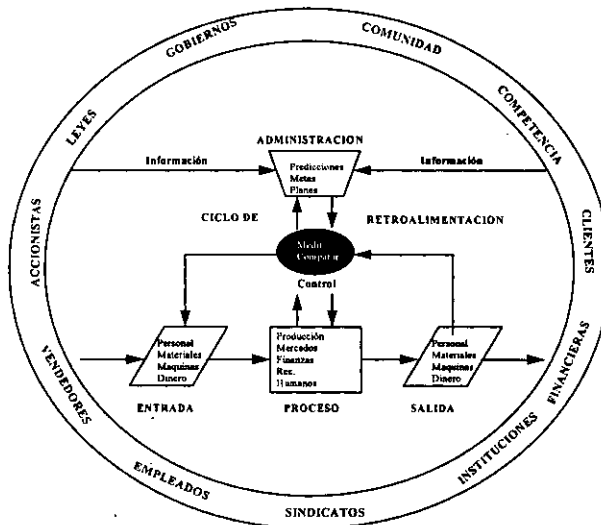 GOBIERNOS
COMUNIDAD
LEYES
COMPETENCIA
ADMINISTRACION
Información
Información
Predicciones
Metas
Planes
CICLO DE
RETROALIMENTACION
ACCIONISTAS
CLIENTES
Medir
Comparar
Control
Personal
Materiales
Maquinas
Dinero
Producción
Mercados
Finanzas
Rec.
Humanos
Personal
Materiales
Maquinas
Dinero
ENTRADA
PROCESO
SALIDA
VENDEDORES
FINANCIERAS
INSTITUCIONES
EMPLEADOS
SINDICATOS